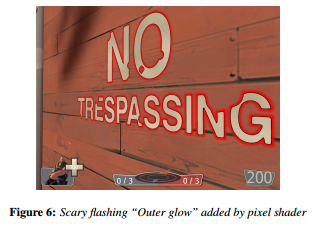 NO
TRESPASSING
0 / 3
0 / 3
200
Figure 6: Scary flashing “Outer glow” added by pixel shader